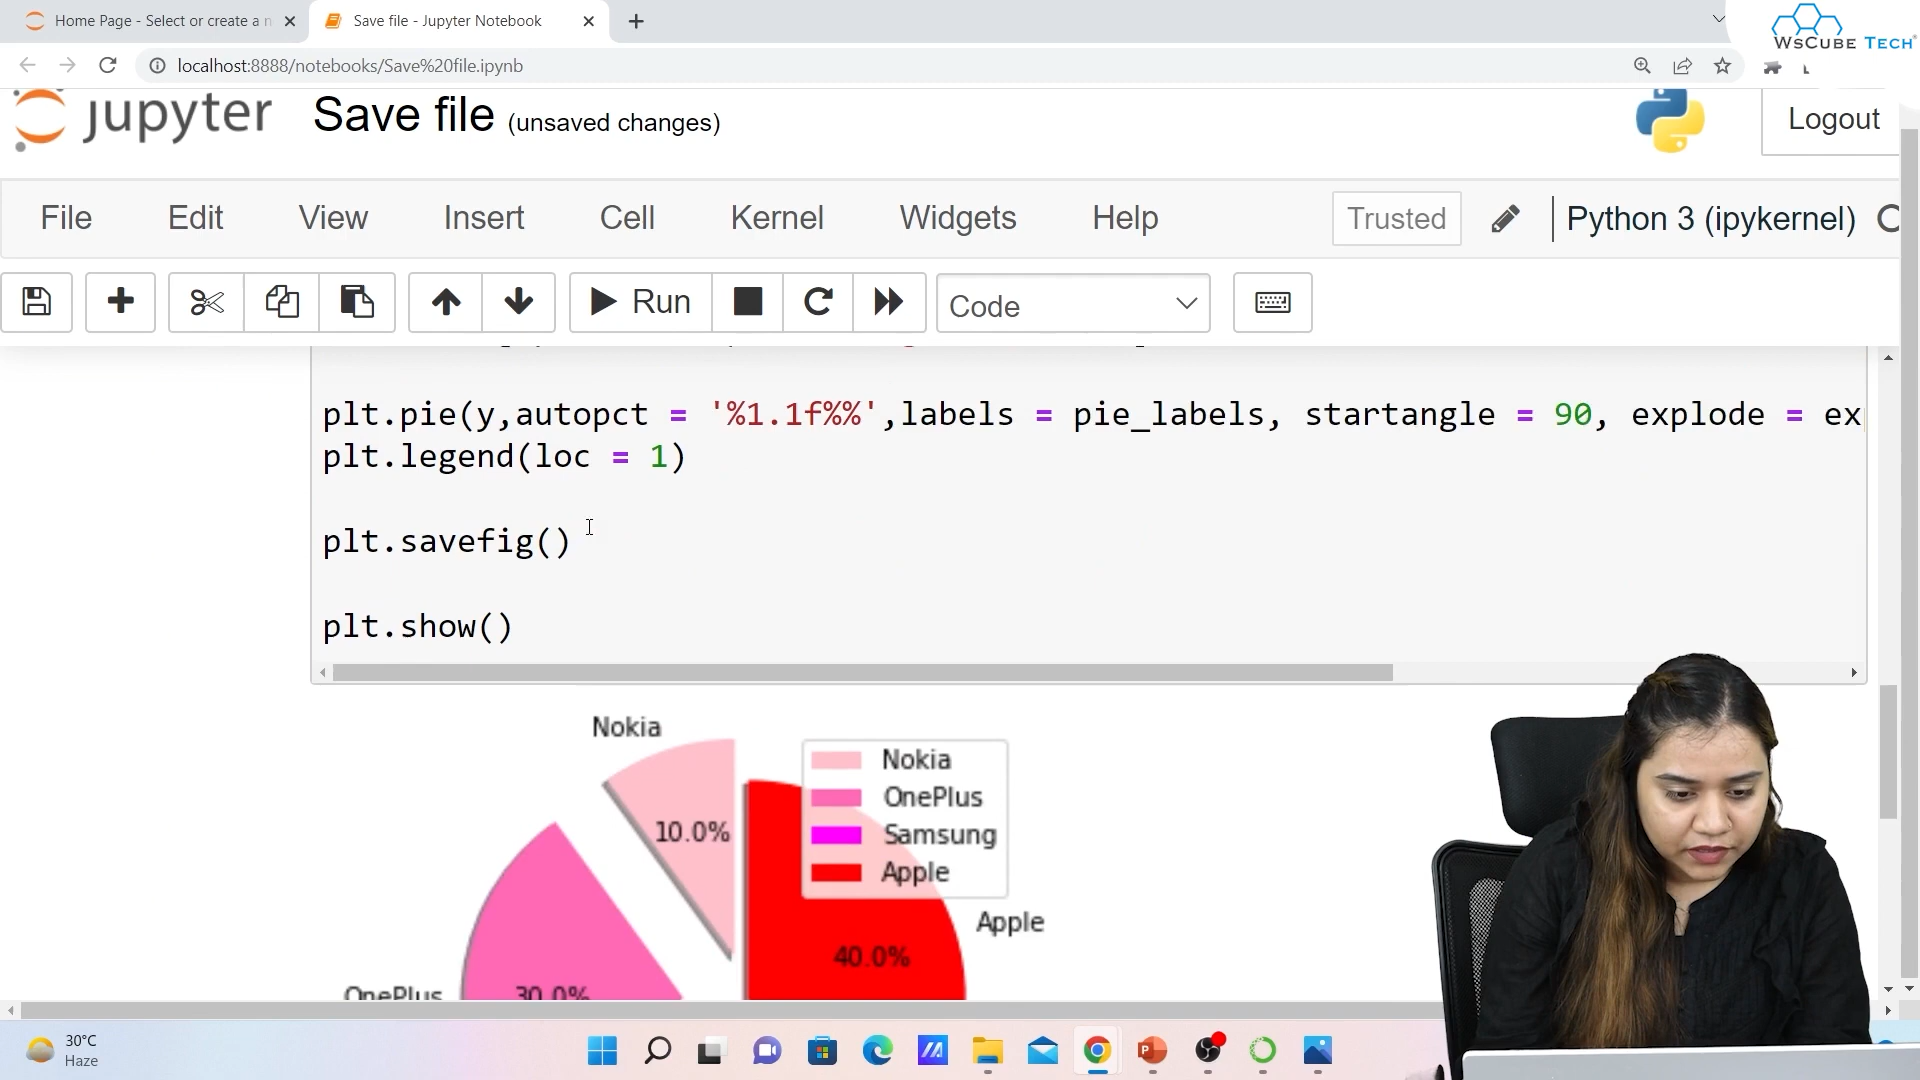 Home Page - Select or create a n
Save file - Jupyter Notebook
WsCube Tech
localhost:8888/notebooks/Save%20file.ipynb
jupyter
Save file (unsaved changes)
Logout
File Edit View Insert Cell Kernel Widgets Help
Trusted
Python 3 (ipykernel)
Run
Code
plt.pie(y,autopct = '%1.1f%%',labels = pie_labels, startangle = 90, explode = ex
plt.legend(loc = 1)
plt.savefig()
plt.show()
Nokia
Nokia
OnePlus
Samsung
Apple
10.0%
Apple
40.0%
OnePlus
30.0%
30°C
Haze